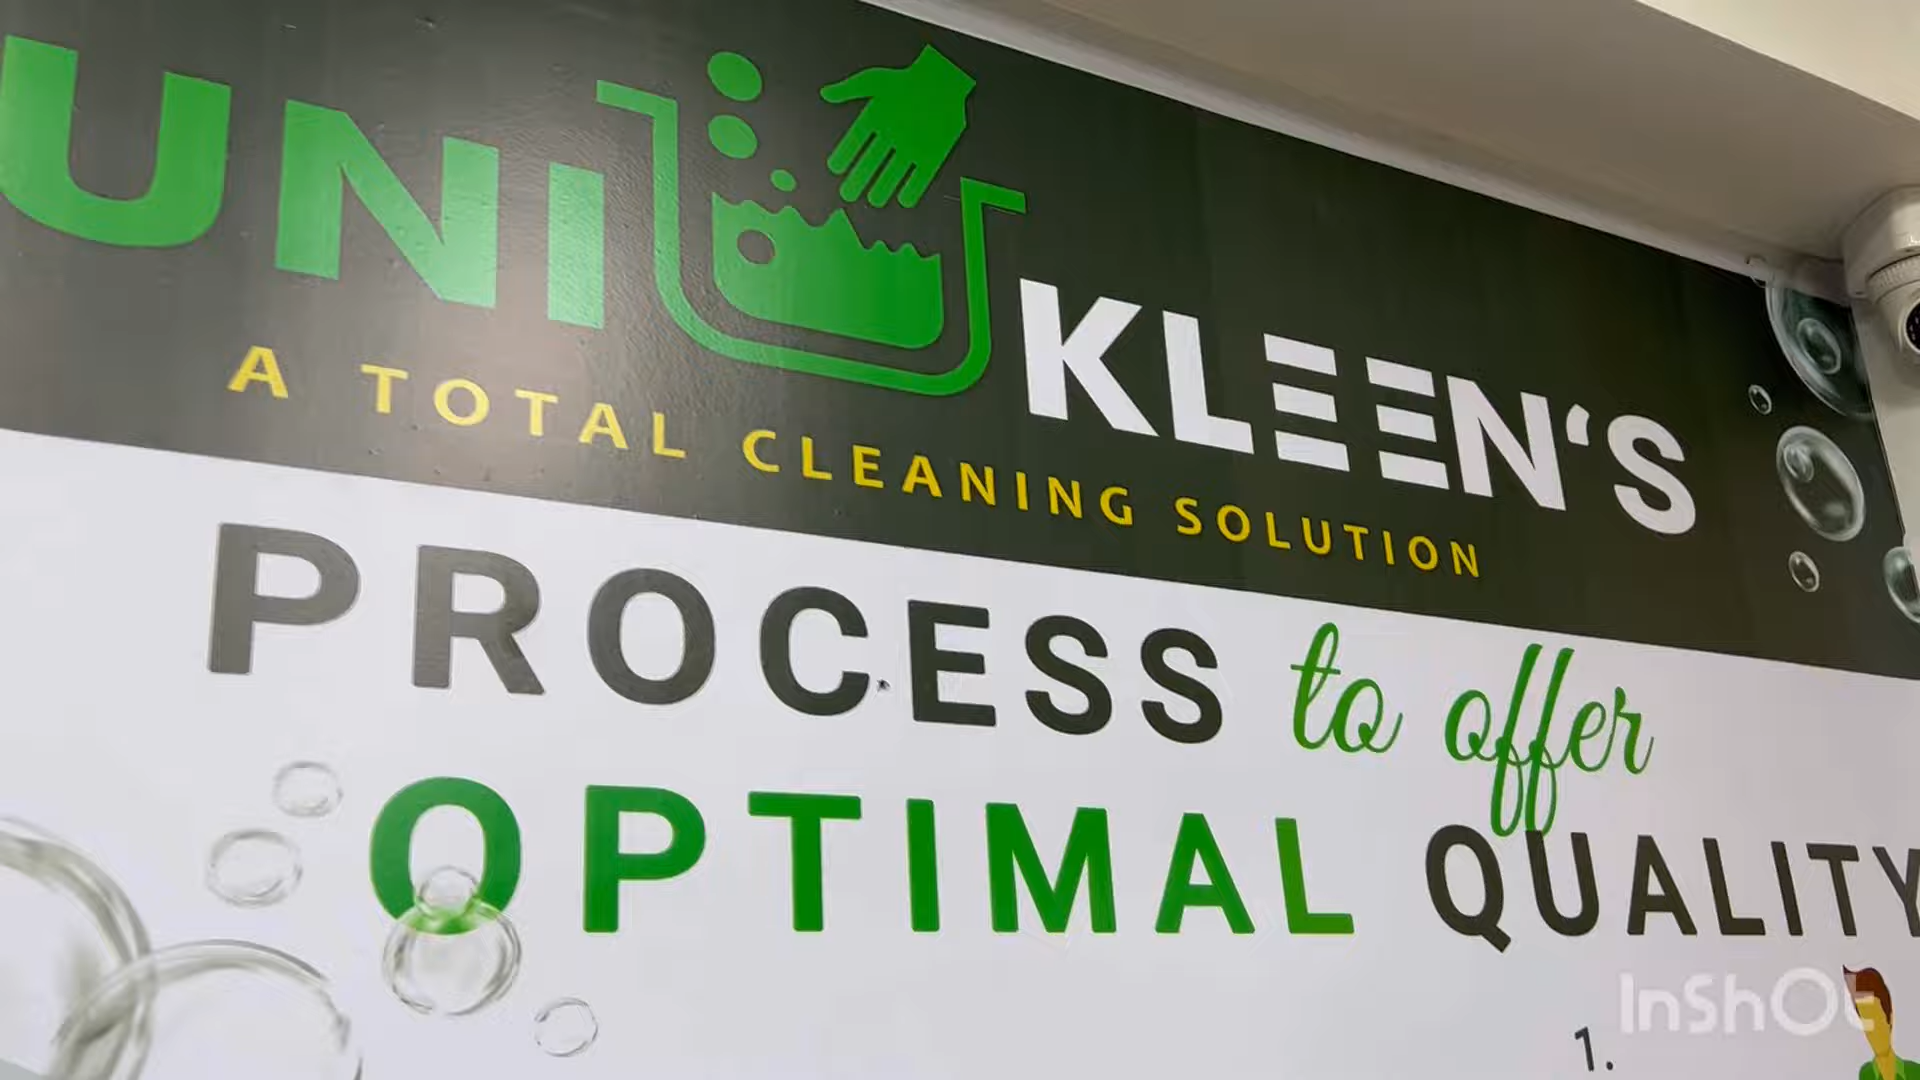 UNI KLEEN'S
A TOTAL CLEANING SOLUTION
PROCESS to offer
OPTIMAL QUALITY
1.
InShOt